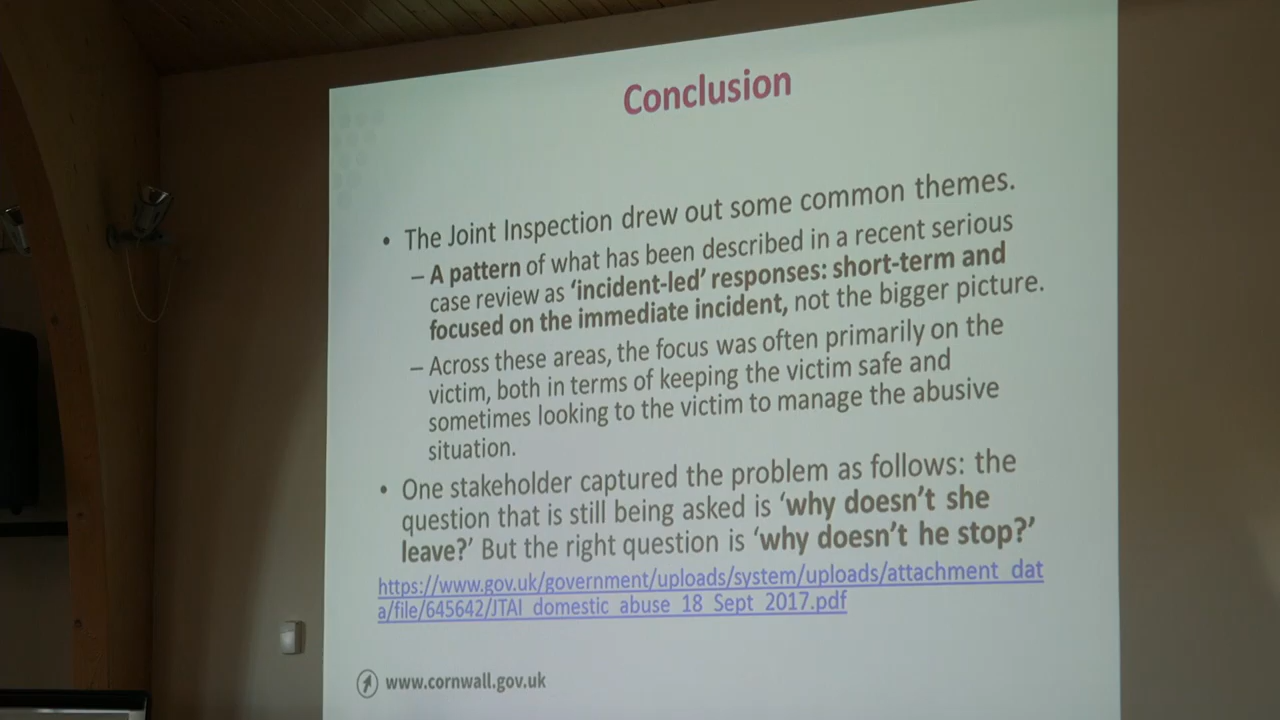 Conclusion
• The Joint Inspection drew out some common themes.
– A pattern of what has been described in a recent serious
case review as ‘incident-led’ responses: short-term and
focused on the immediate incident, not the bigger picture.
– Across these areas, the focus was often primarily on the
victim, both in terms of keeping the victim safe and
sometimes looking to the victim to manage the abusive
situation.
• One stakeholder captured the problem as follows: the
question that is still being asked is ‘why doesn’t she
leave?’ But the right question is ‘why doesn’t he stop?’
https://www.gov.uk/government/uploads/system/uploads/attachment_dat
a/file/645642/JTAI_domestic_abuse_18_Sept_2017.pdf
www.cornwall.gov.uk